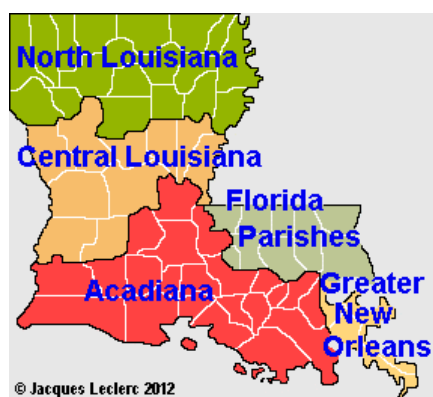 North Louisiana
Central Louisiana
Florida
Parishes
Acadiana
Greater
New
Orleans
© Jacques Leclerc 2012